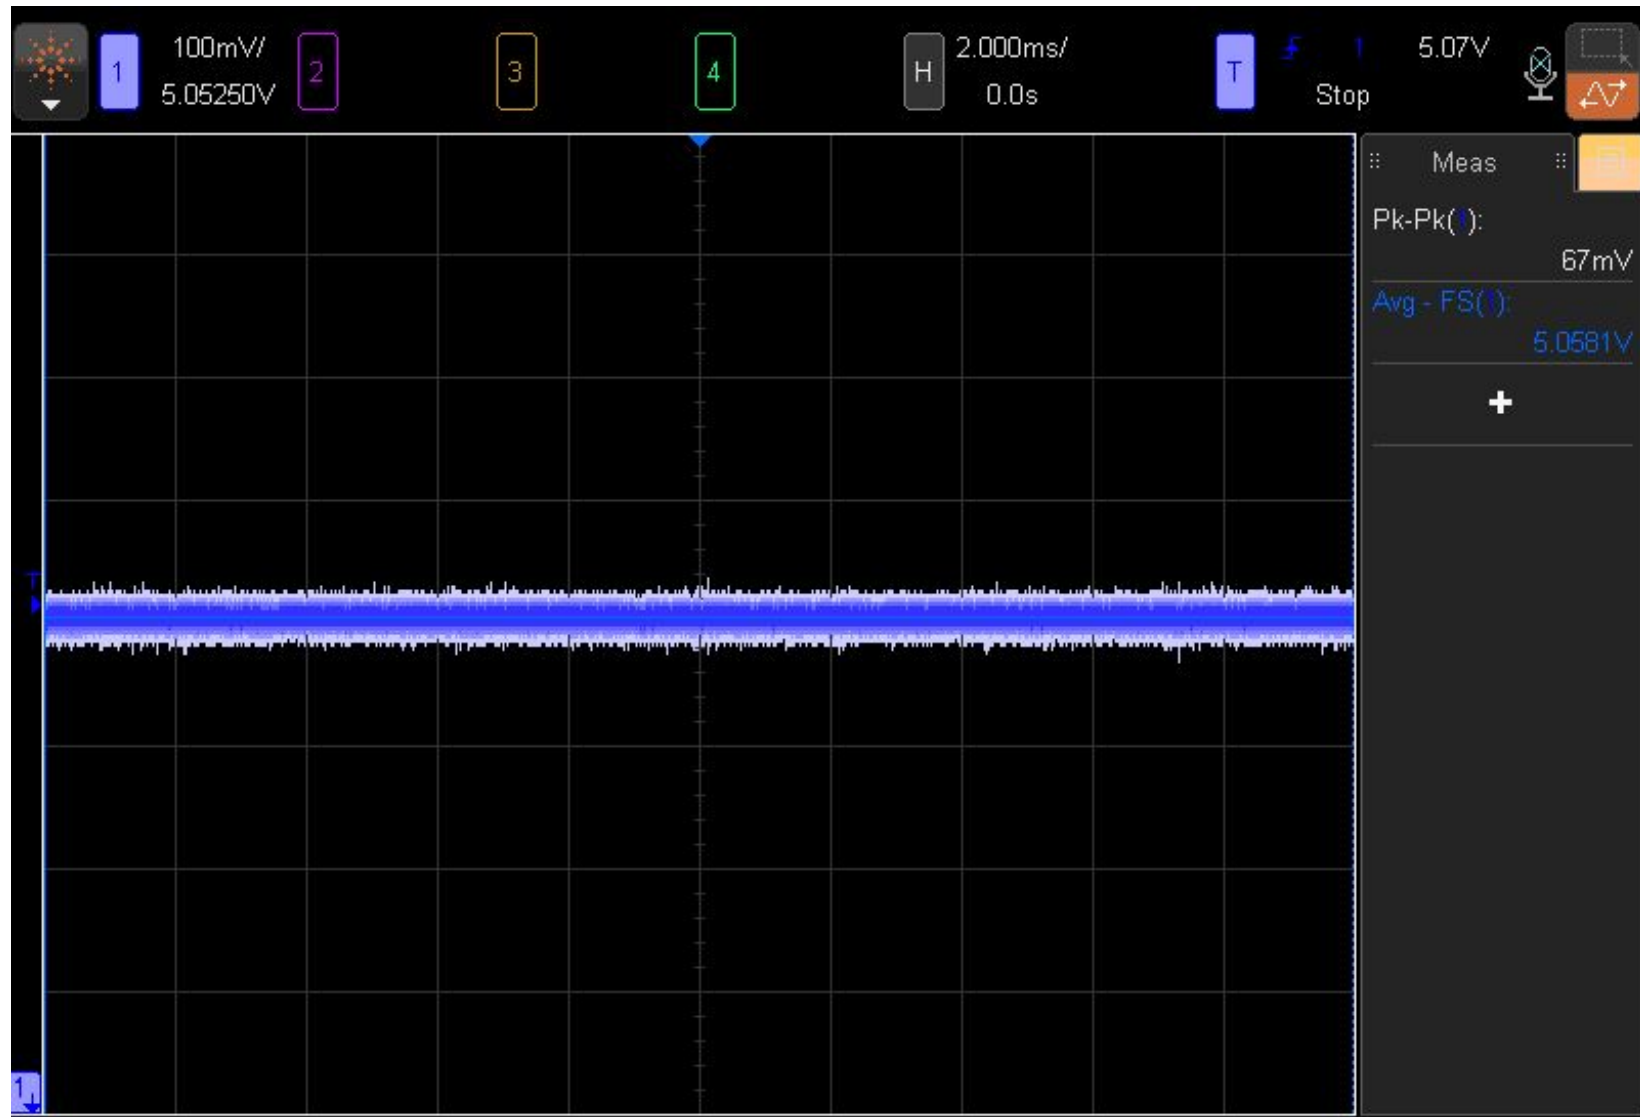 1
100mV/
5.05250V
2
3
4
H
2.000ms/
0.0s
T
1
5.07V
Stop
Meas
Pk-Pk(1):
67mV
Avg - FS(1):
5.0581V
T
1